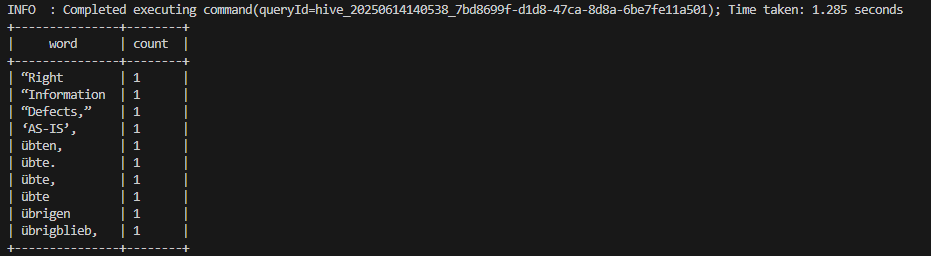 INFO  : Completed executing command(queryId=hive_20250614140538_7bd8699f-d1d8-47ca-8d8a-6be7fe11a501); Time taken: 1.285 seconds
+---------------+--------+
|     word      | count  |
+---------------+--------+
| “Right        | 1      |
| “Information  | 1      |
| “Defects,”    | 1      |
| ‘AS-IS’,      | 1      |
| übten,        | 1      |
| übte.         | 1      |
| übte,         | 1      |
| übte          | 1      |
| übrigen       | 1      |
| übrigblieb,   | 1      |
+---------------+--------+